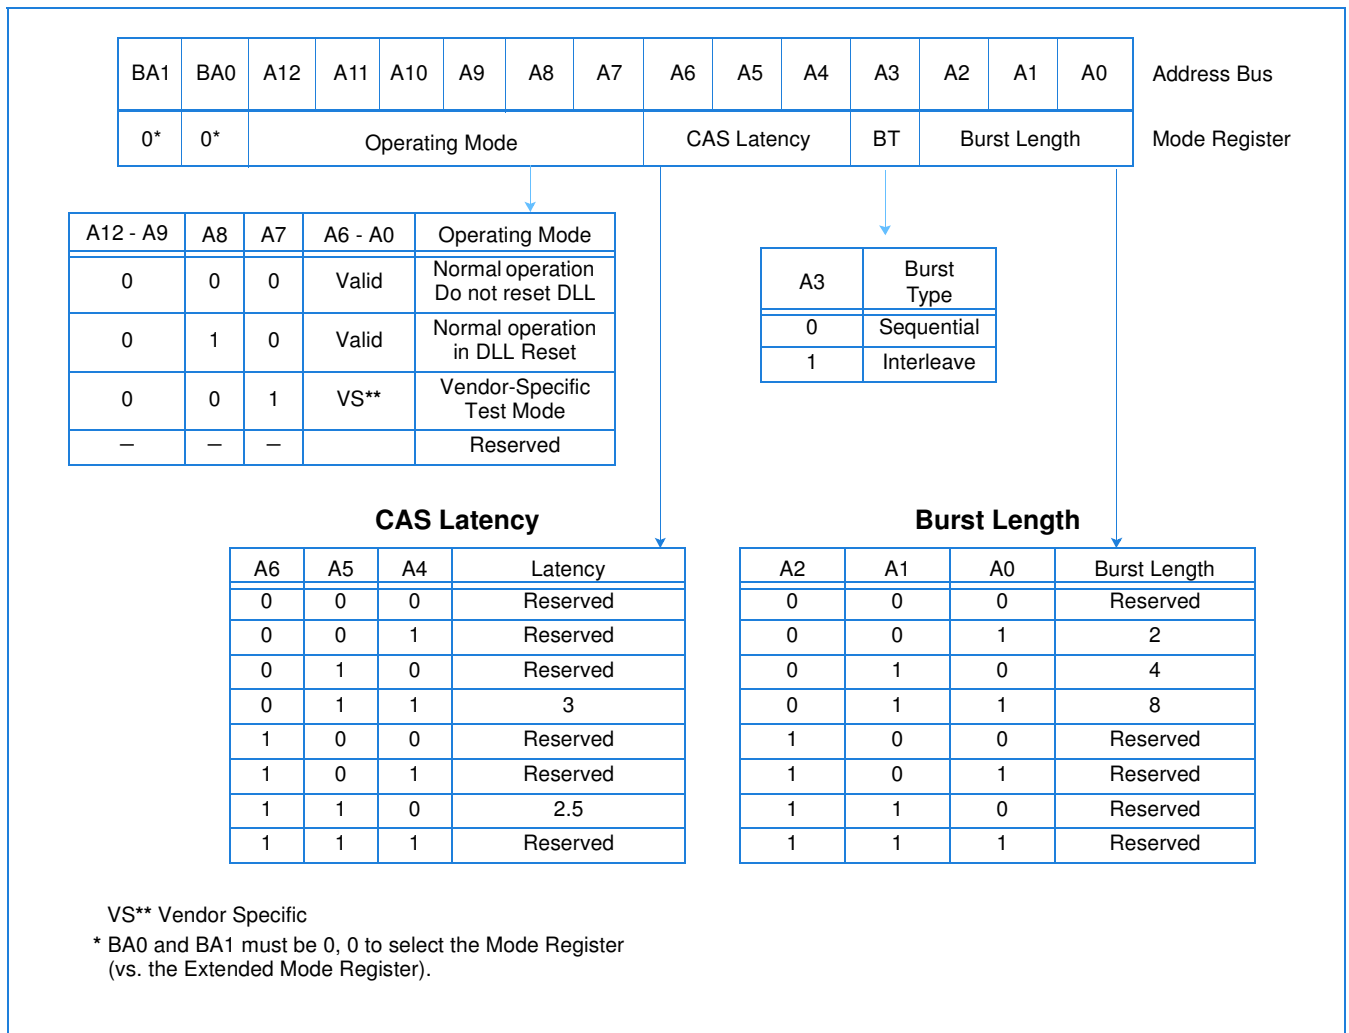 BA1 BA0 A12 A11 A10 A9 A8 A7 A6 A5 A4 A3 A2 A1 A0 Address Bus
0* 0* Operating Mode CAS Latency BT Burst Length Mode Register
A12 - A9 A8 A7 A6 - A0 Operating Mode
0 0 0 Valid Normal operation
Do not reset DLL
0 1 0 Valid Normal operation
in DLL Reset
0 0 1 VS** Vendor-Specific
Test Mode
– – – Reserved
A3 Burst
Type
0 Sequential
1 Interleave
CAS Latency
A6 A5 A4 Latency
0 0 0 Reserved
0 0 1 Reserved
0 1 0 Reserved
0 1 1 3
1 0 0 Reserved
1 0 1 Reserved
1 1 0 2.5
1 1 1 Reserved
Burst Length
A2 A1 A0 Burst Length
0 0 0 Reserved
0 0 1 2
0 1 0 4
0 1 1 8
1 0 0 Reserved
1 0 1 Reserved
1 1 0 Reserved
1 1 1 Reserved
VS** Vendor Specific
* BA0 and BA1 must be 0, 0 to select the Mode Register
(vs. the Extended Mode Register).